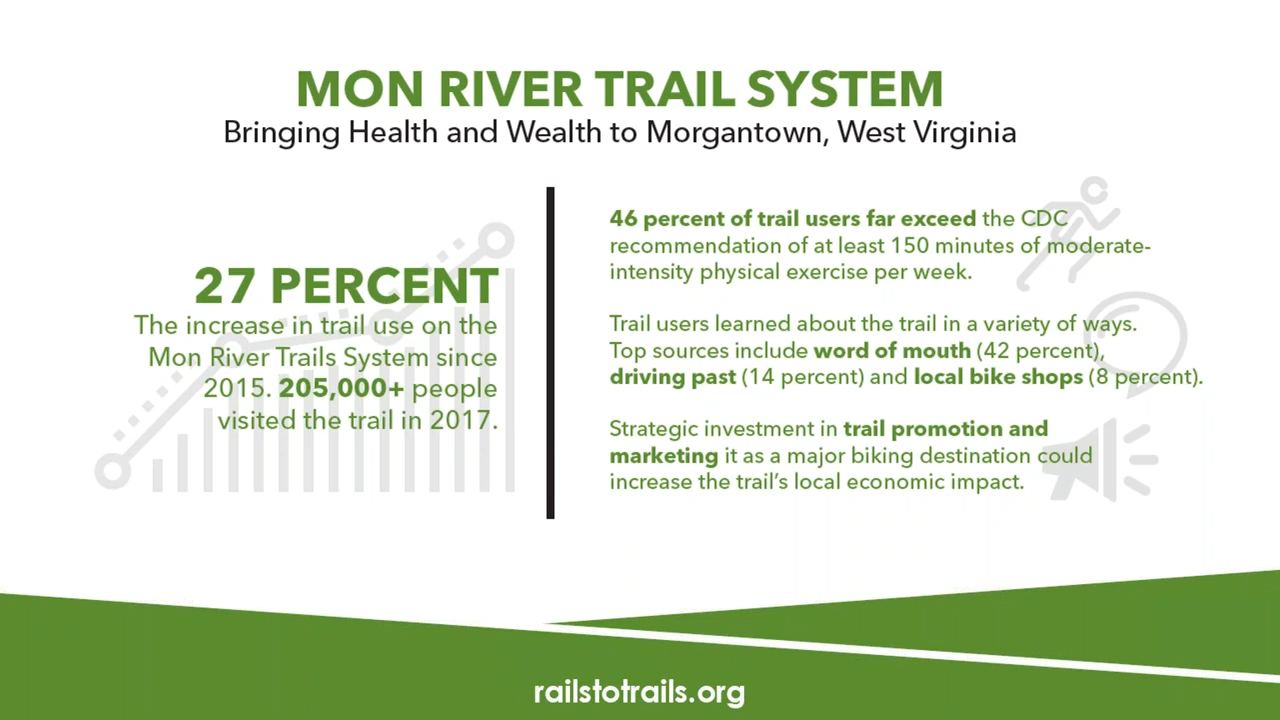 MON RIVER TRAIL SYSTEM
Bringing Health and Wealth to Morgantown, West Virginia
27 PERCENT
The increase in trail use on the
Mon River Trails System since
2015. 205,000+ people
visited the trail in 2017.
46 percent of trail users far exceed the CDC
recommendation of at least 150 minutes of moderate-
intensity physical exercise per week.
Trail users learned about the trail in a variety of ways.
Top sources include word of mouth (42 percent),
driving past (14 percent) and local bike shops (8 percent).
Strategic investment in trail promotion and
marketing it as a major biking destination could
increase the trail's local economic impact.
railstotrails.org